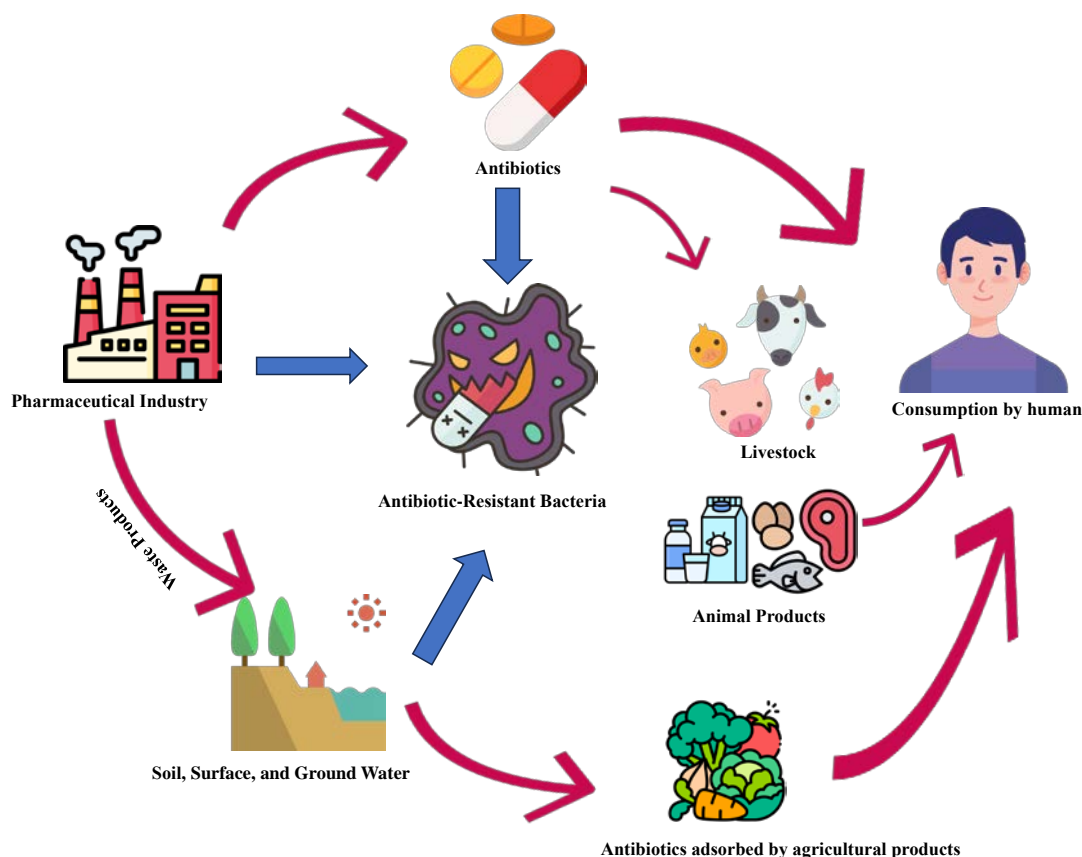 Antibiotics
Pharmaceutical Industry
Consumption by human
Livestock
Antibiotic-Resistant Bacteria
Waste Products
Animal Products
Soil, Surface, and Ground Water
Antibiotics adsorbed by agricultural products